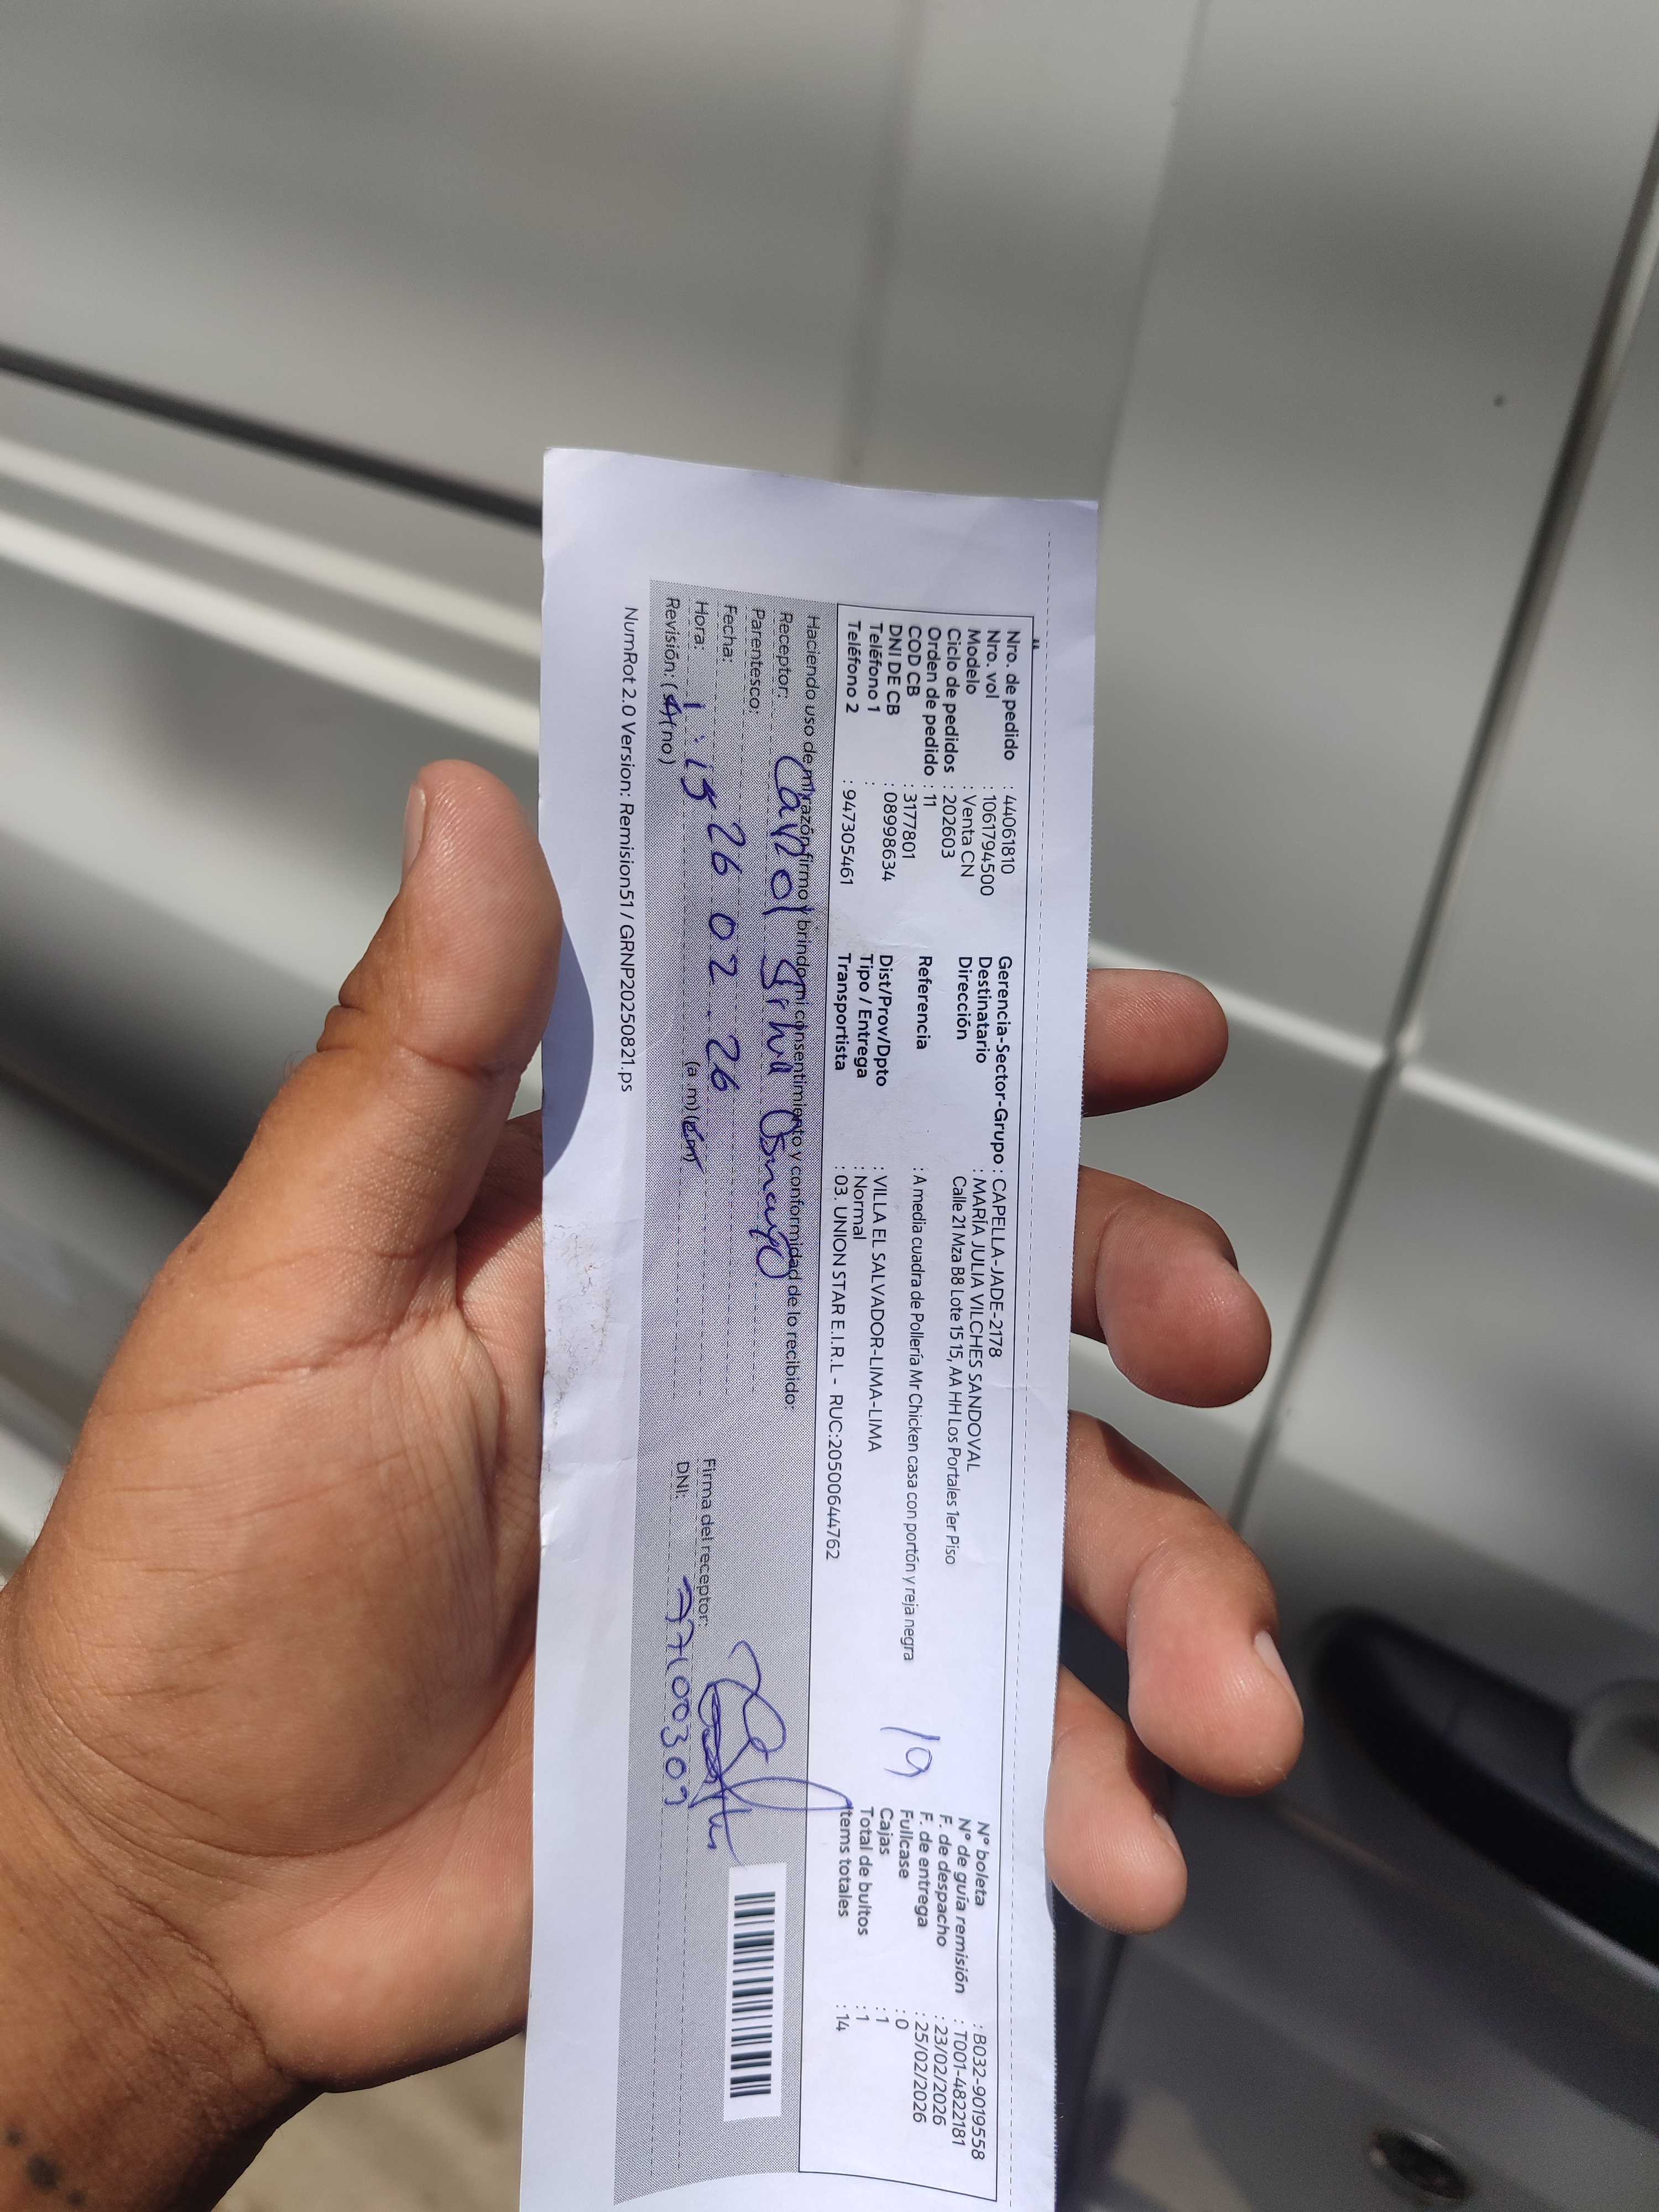 Nro. de pedido : 44061810
Nro. vol : 1061794500
Modelo : Venta CN
Ciclo de pedidos : 202603
Orden de pedido : 11
COD CB : 3177801
DNI DE CB : 08998634
Teléfono 1 :
Teléfono 2 : 947305461
Gerencia-Sector-Grupo : CAPELLA-JADE-2178
Destinatario : MARÍA JULIA VILCHES SANDOVAL
Dirección Calle 21 Mza B8 Lote 15 15, AA HH Los Portales 1er Piso
Referencia : A media cuadra de Pollería Mr Chicken casa con portón y reja negra
Dist/Prov/Dpto : VILLA EL SALVADOR-LIMA-LIMA
Tipo / Entrega : Normal
Transportista : 03. UNION STAR E.I.R.L - RUC:20500644762
19
N° boleta : B032-9019558
N° de guía remisión : T001-4822181
F. de despacho : 23/02/2026
F. de entrega : 25/02/2026
Fullcase : 0
Cajas : 1
Total de bultos : 1
Items totales : 14
Haciendo uso de mi razón firmo y brindo mi consentimiento y conformidad de lo recibido:
Receptor: Carol
Parentesco:
Fecha: 26 02 . 26
Hora: 1 : 15 (a m) (pm)
Revisión: (si) (no)
Firma del receptor:
DNI: 77100309
NumRot 2.0 Version: Remision51 / GRNP20250821.ps